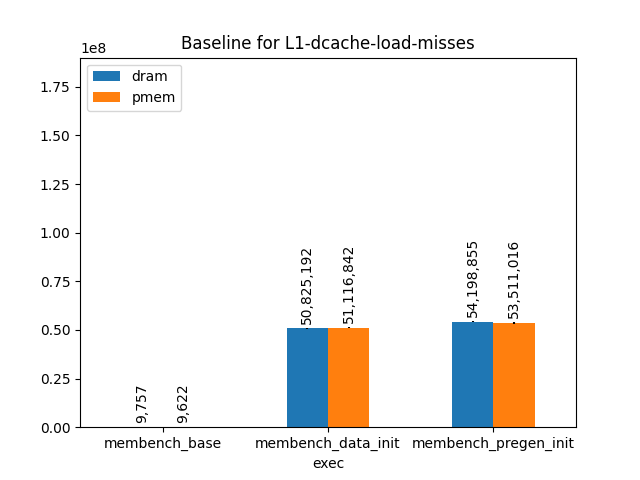 Baseline for L1-dcache-load-misses
1e8
dram
pmem
1.75
1.50
1.25
1.00
0.75
0.50
0.25
0.00
9,757
9,622
50,825,192
51,116,842
54,198,855
53,511,016
membench_base
membench_data_init
membench_pregen_init
exec